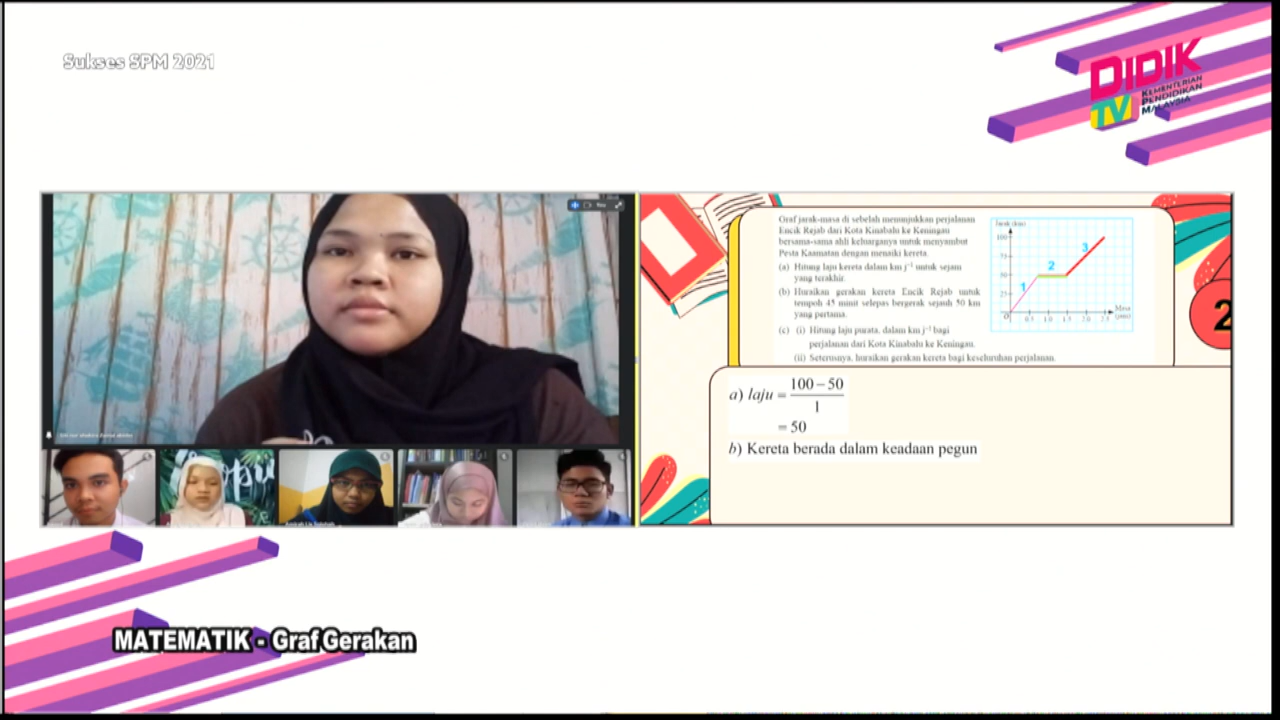 Sukses SPM 2021
DIDIK
TV
KEMENTERIAN
PENDIDIKAN
MALAYSIA
Graf jarak-masa di sebelah menunjukkan perjalanan
Encik Rejab dari Kota Kinabalu ke Keningau
bersama-sama ahli keluarganya untuk menyambut
Pesta Kaamatan dengan menaiki kereta.
(a) Hitung laju kereta dalam km j⁻¹ untuk sejam
yang terakhir.
(b) Huraikan gerakan kereta Encik Rejab untuk
tempoh 45 minit selepas bergerak sejauh 50 km
yang pertama.
(c) (i) Hitung laju purata, dalam km j⁻¹ bagi
perjalanan dari Kota Kinabalu ke Keningau.
(ii) Seterusnya, huraikan gerakan kereta bagi keseluruhan perjalanan.
Jarak (km)
100
75
50
25
O
0.5 1.0 1.5 2.0 2.5
Masa
(jam)
1
2
3
2
a) laju = 100 – 50
1
= 50
b) Kereta berada dalam keadaan pegun
MATEMATIK - Graf Gerakan